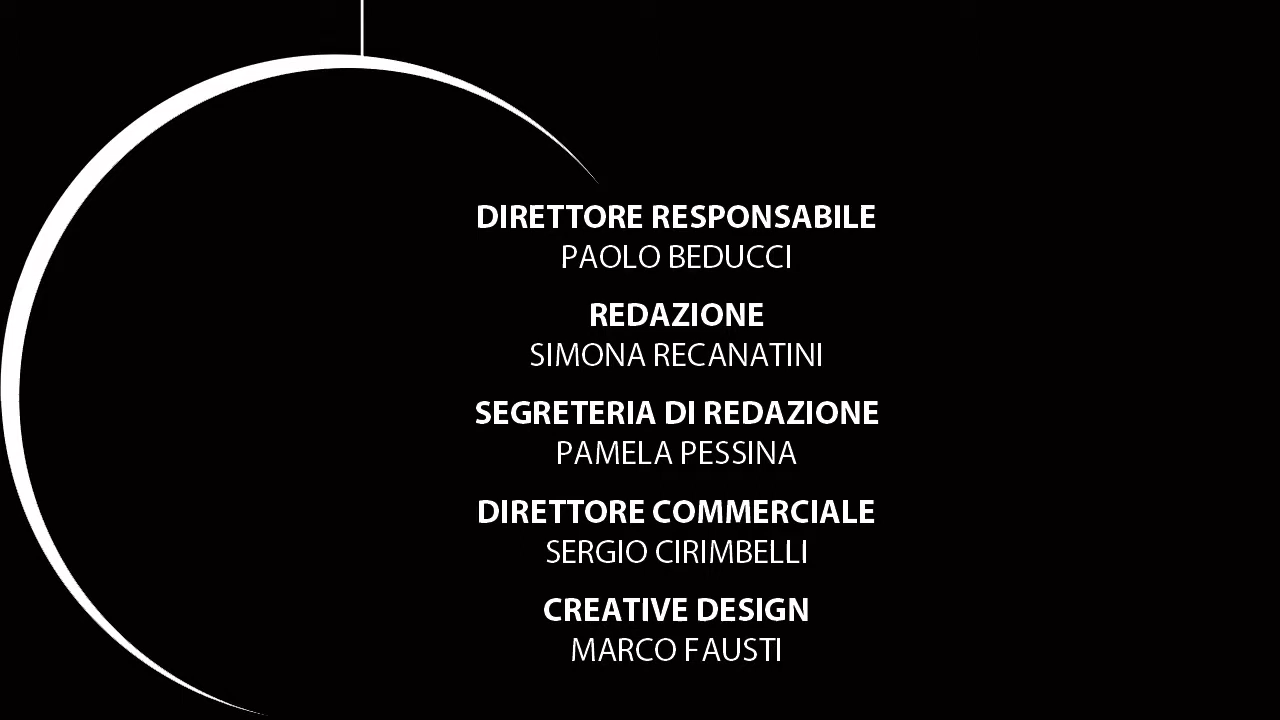 DIRETTORE RESPONSABILE
PAOLO BEDUCCI
REDAZIONE
SIMONA RECANATINI
SEGRETERIA DI REDAZIONE
PAMELA PESSINA
DIRETTORE COMMERCIALE
SERGIO CIRIMBELLI
CREATIVE DESIGN
MARCO FAUSTI